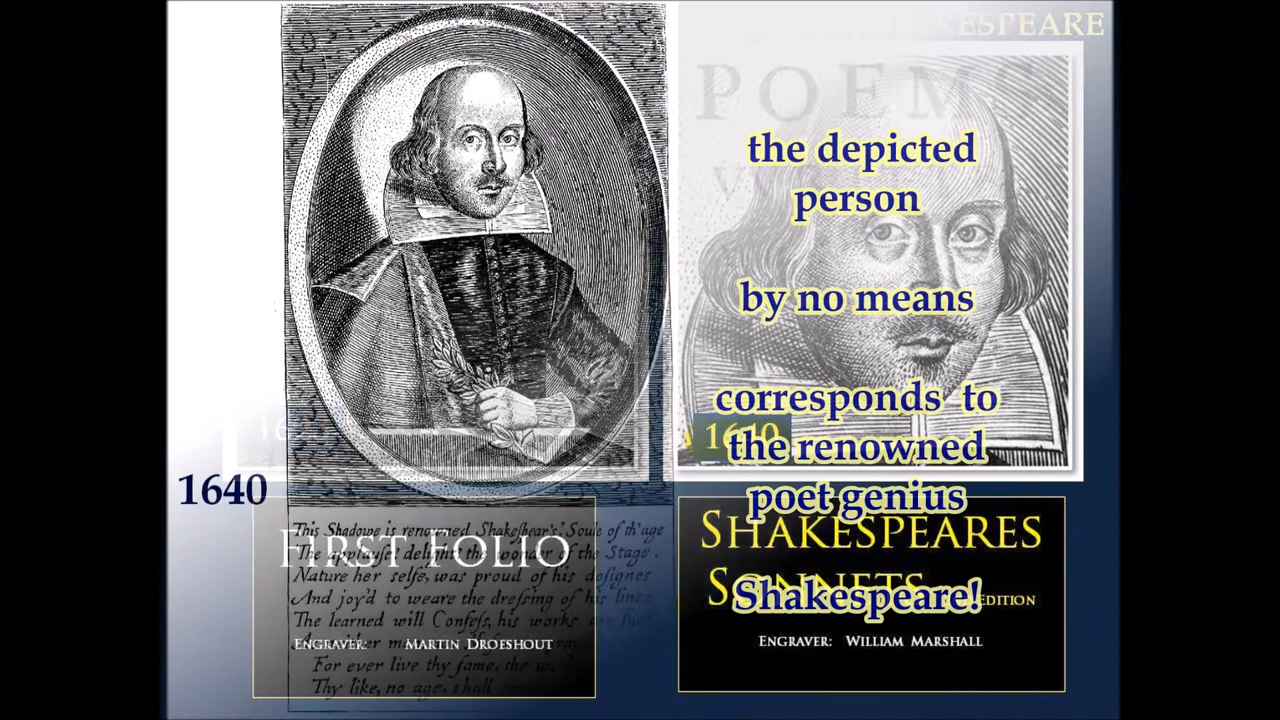 ESPEARE
POEMS
the depicted
person
by no means
corresponds to
the renowned
poet genius
Shakespeare!
1640
1640
This Shadowe is renowned Shakespear's? Soule of th'age
The applause? delight? the wonder of the Stage.
Nature her selfe, was proud of his designes
And joy'd to weare the dressing of his lines
The learned will Confess, his works are
For ever live thy fame, the
Thy like, no age, shall
FIRST FOLIO
ENGRAVER: MARTIN DROESHOUT
SHAKESPEARES
SONNETS
EDITION
ENGRAVER: WILLIAM MARSHALL